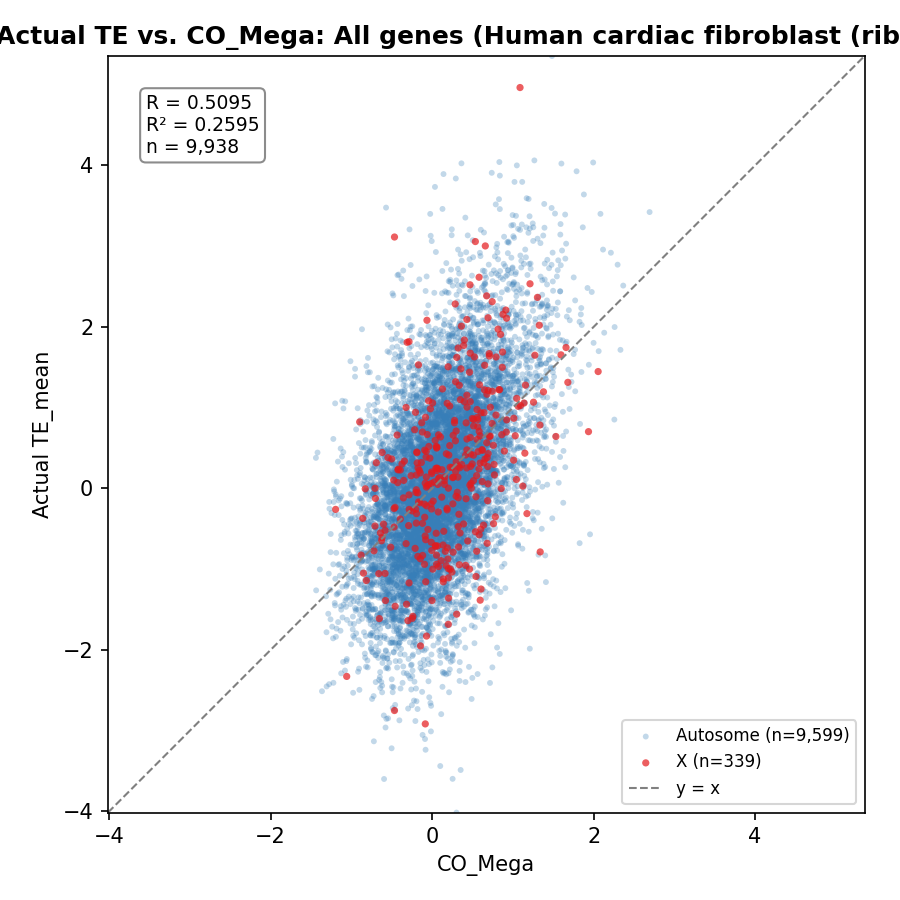 Actual TE vs. CO_Mega: All genes (Human cardiac fibroblast (rib
R = 0.5095
R² = 0.2595
n = 9,938
4
2
0
−2
−4
Actual TE_mean
Autosome (n=9,599)
X (n=339)
y = x
−4
−2
0
2
4
CO_Mega